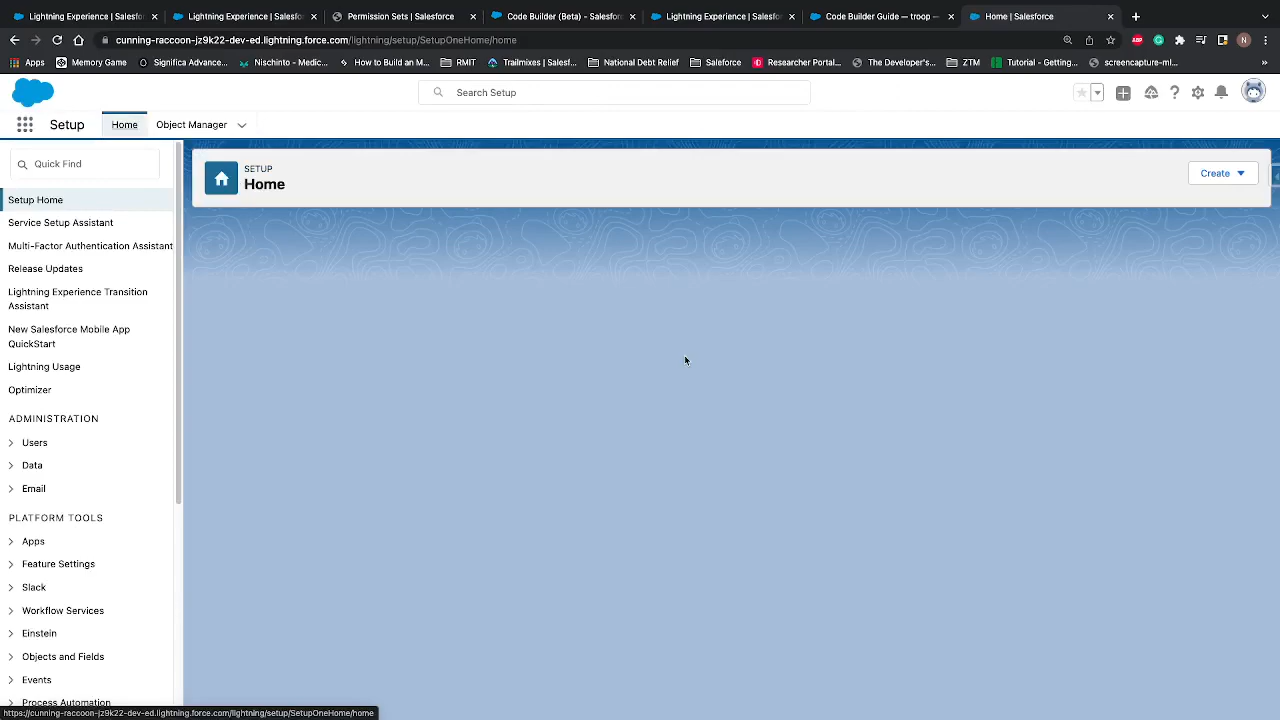 Lightning Experience | Salesfo
Lightning Experience | Salesfo
Permission Sets | Salesforce
Code Builder (Beta) - Salesfor
Lightning Experience | Salesfo
Code Builder Guide — troop —
Home | Salesforce
cunning-raccoon-jz9k22-dev-ed.lightning.force.com/lightning/setup/SetupOneHome/home
ABP
N
Apps
Memory Game
Significa Advance...
Nischinto - Medic...
How to Build an M...
RMIT
Trailmixes | Salesf...
National Debt Relief
Salesforce
Researcher Portal...
The Developer's...
ZTM
Tutorial - Getting...
screencapture-ml...
Search Setup
Setup
Home
Object Manager
Quick Find
SETUP
Home
Create
Setup Home
Service Setup Assistant
Multi-Factor Authentication Assistant
Release Updates
Lightning Experience Transition
Assistant
New Salesforce Mobile App
QuickStart
Lightning Usage
Optimizer
ADMINISTRATION
Users
Data
Email
PLATFORM TOOLS
Apps
Feature Settings
Slack
Workflow Services
Einstein
Objects and Fields
Events
Process Automation
https://cunning-raccoon-jz9k22-dev-ed.lightning.force.com/lightning/setup/SetupOneHome/home